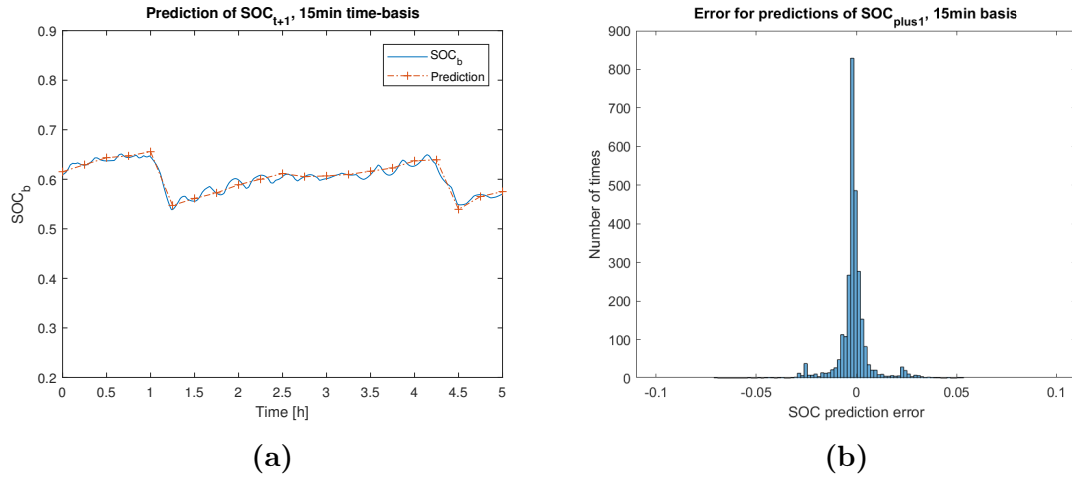 Prediction of SOC_{t+1}, 15min time-basis
0.9
0.8
0.7
0.6
0.5
0.4
0.3
0.2
SOC_b
SOC_b
Prediction
0 0.5 1 1.5 2 2.5 3 3.5 4 4.5 5
Time [h]
(a)
Error for predictions of SOC_{plus1}, 15min basis
900
800
700
600
500
400
300
200
100
0
Number of times
-0.1 -0.05 0 0.05 0.1
SOC prediction error
(b)